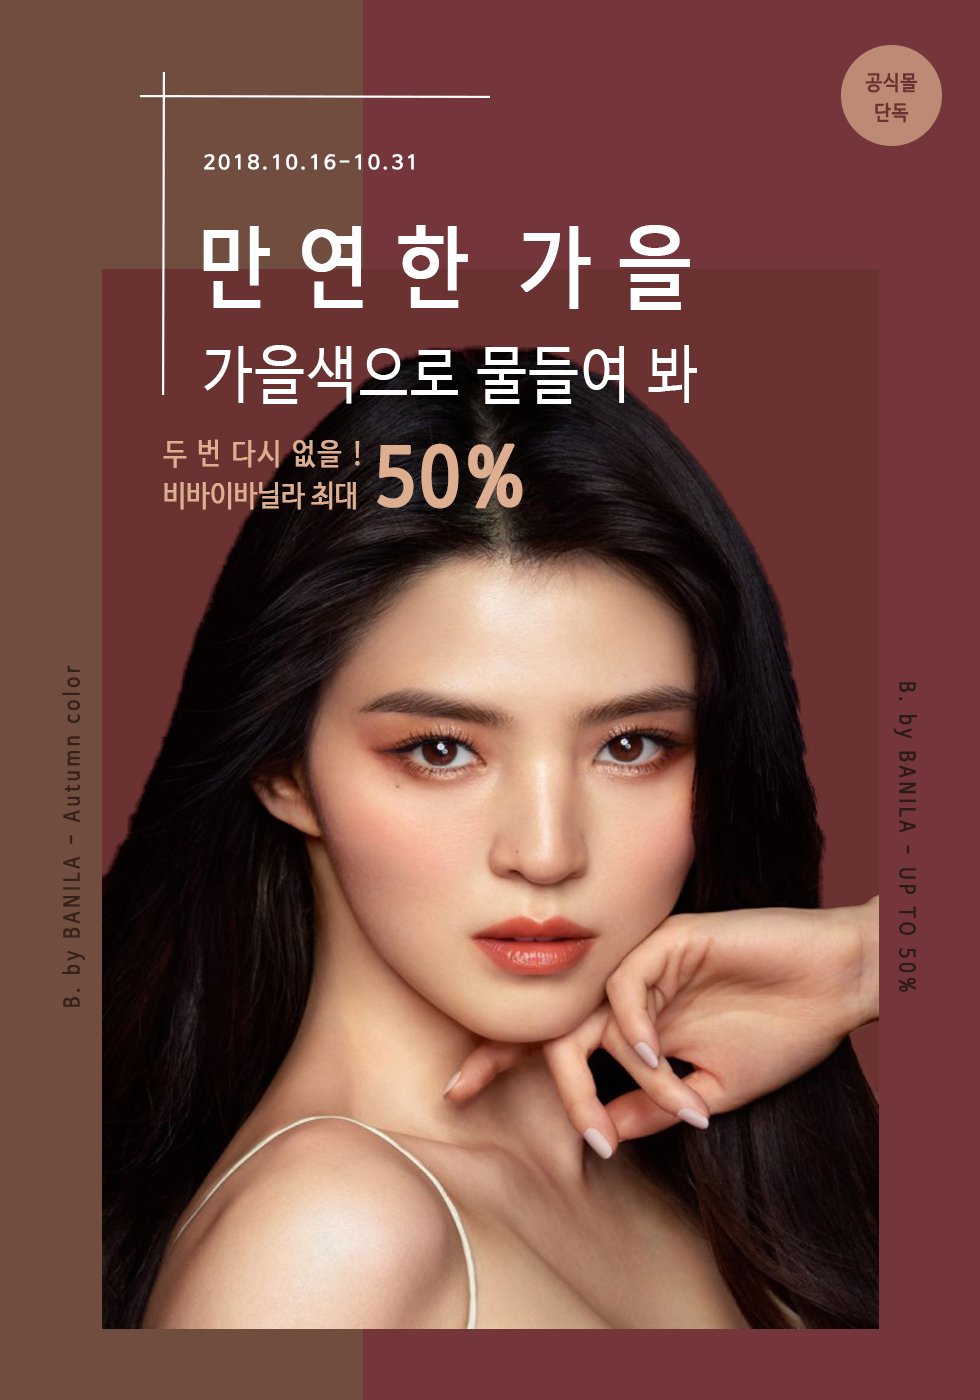 공식몰
단독
2018.10.16-10.31
만연한 가을
가을색으로 물들여 봐
두 번 다시 없을 !
비바이바닐라 최대 50%
B. by BANILA - Autumn color
B. by BANILA - UP TO 50%